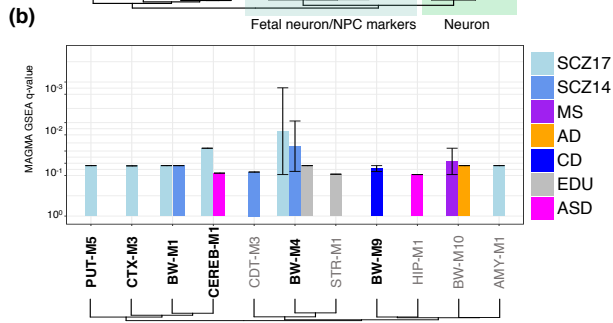 (b)
Fetal neuron/NPC markers Neuron
MAGMA GSEA q-value
10⁻³
10⁻²
10⁻¹
10⁰
PUT-M5
CTX-M3
BW-M1
CEREB-M1
CDT-M3
BW-M4
STR-M1
BW-M9
HIP-M1
BW-M10
AMY-M1
SCZ17
SCZ14
MS
AD
CD
EDU
ASD